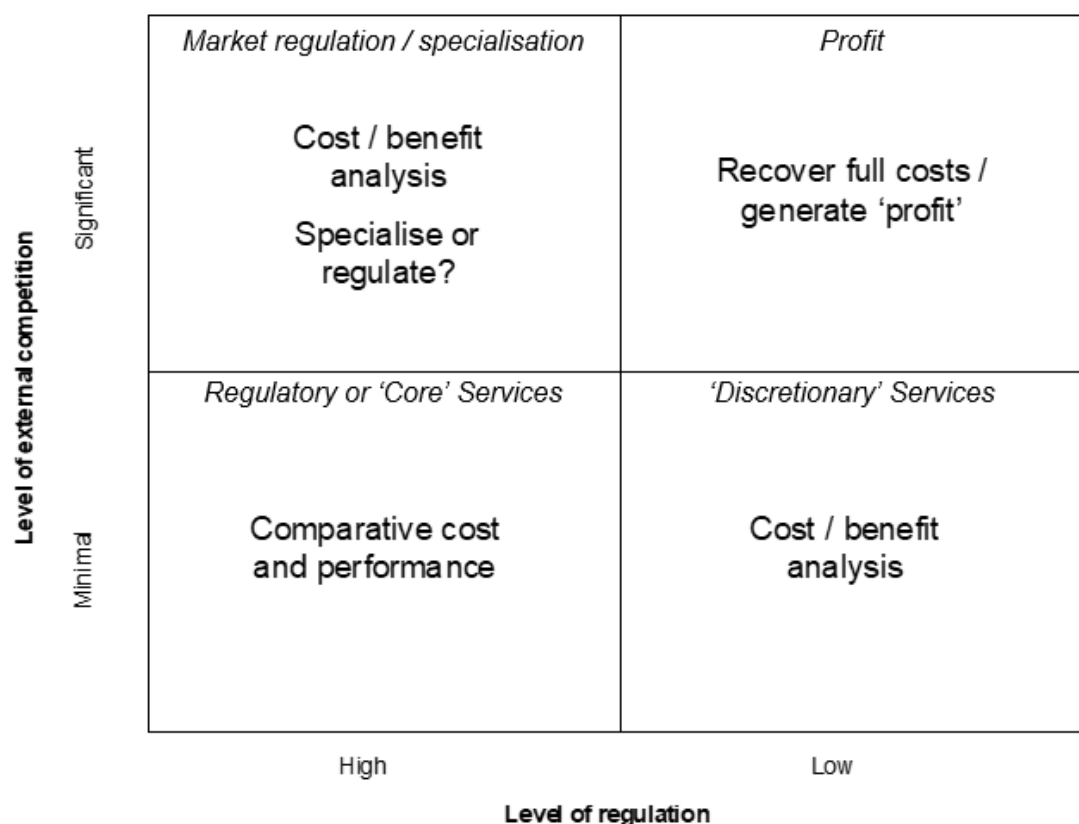 Market regulation / specialisation
Profit
Cost / benefit
analysis
Specialise or
regulate?
Recover full costs /
generate ‘profit’
Significant
Level of external competition
Regulatory or ‘Core’ Services
‘Discretionary’ Services
Comparative cost
and performance
Cost / benefit
analysis
Minimal
High
Low
Level of regulation